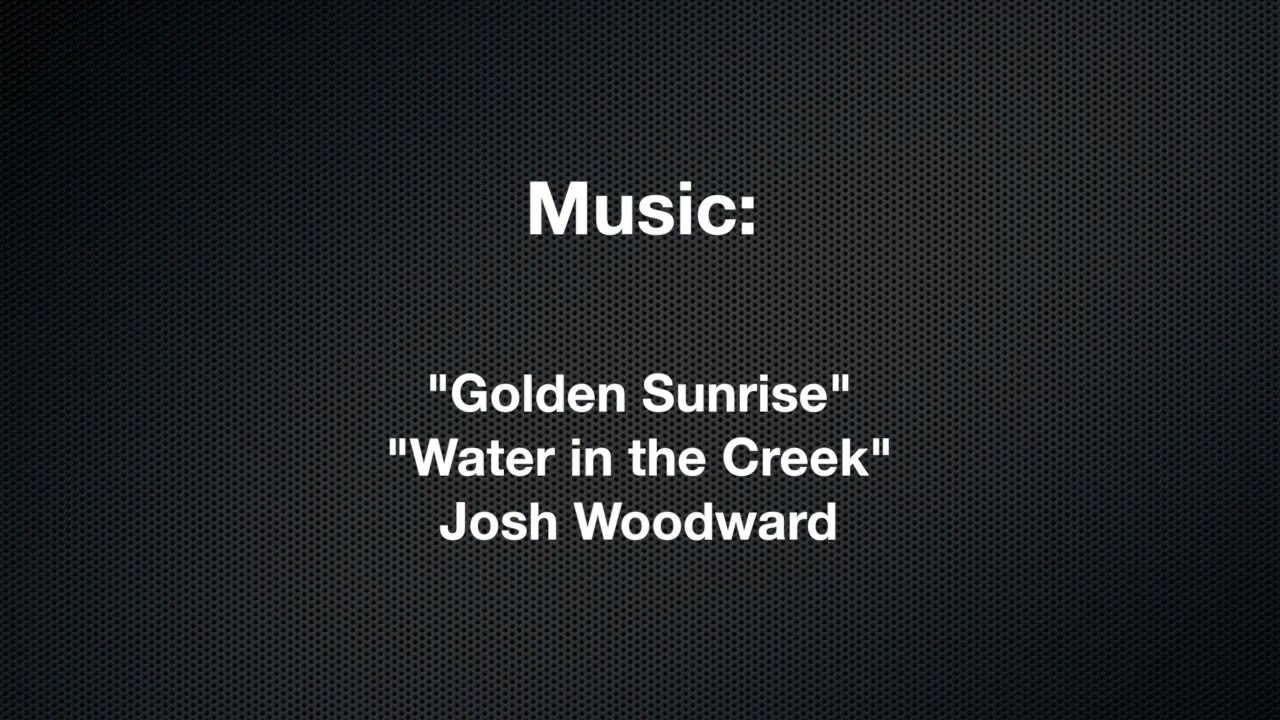 Music:
"Golden Sunrise"
"Water in the Creek"
Josh Woodward